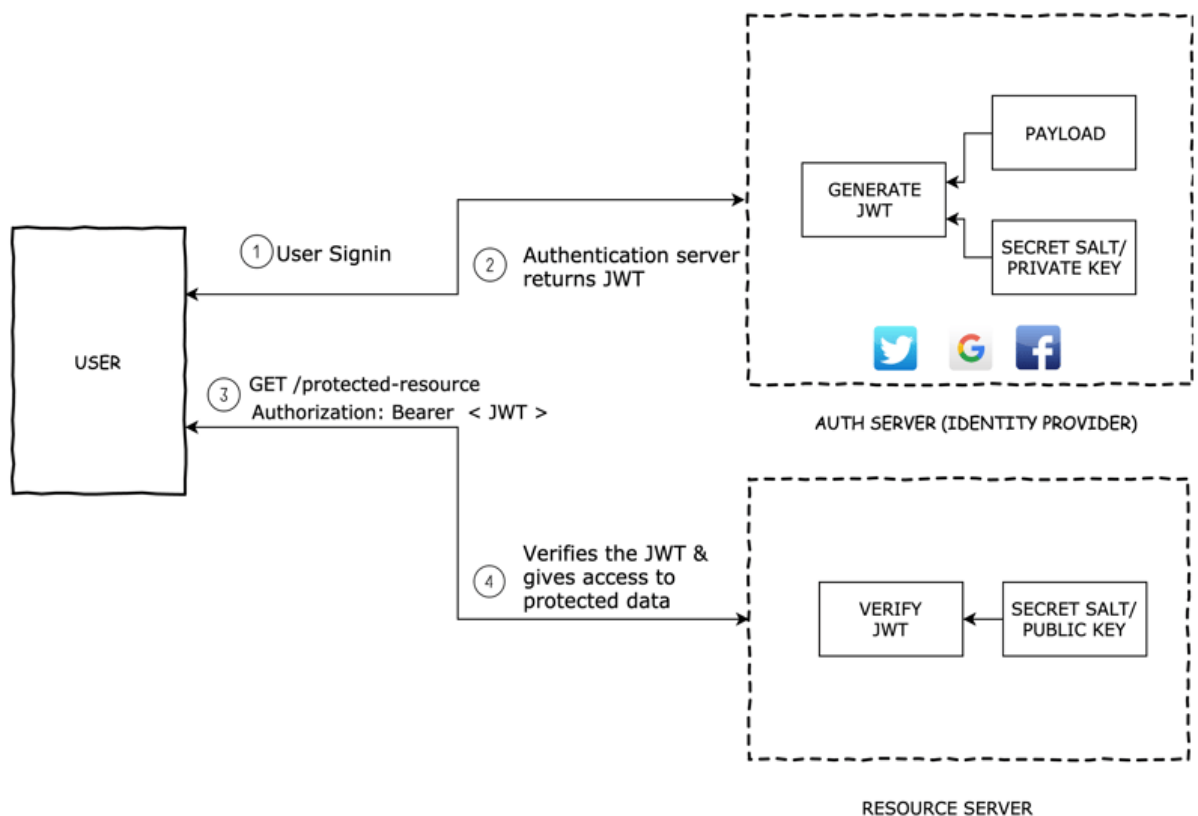 PAYLOAD
GENERATE
JWT
SECRET SALT/
PRIVATE KEY
1 User Signin
2 Authentication server
returns JWT
USER
3 GET /protected-resource
Authorization: Bearer < JWT >
AUTH SERVER (IDENTITY PROVIDER)
4 Verifies the JWT &
gives access to
protected data
VERIFY
JWT
SECRET SALT/
PUBLIC KEY
RESOURCE SERVER